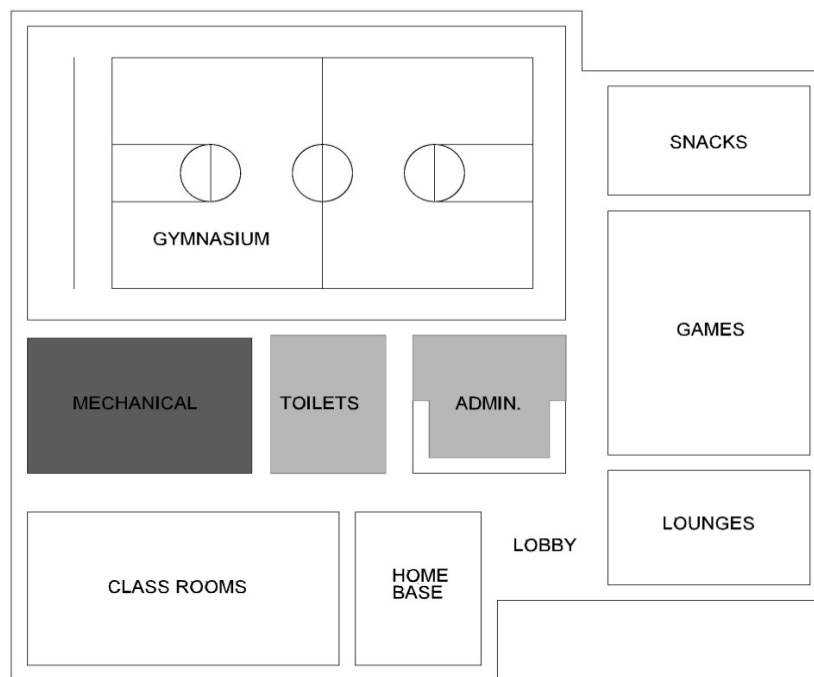 SNACKS
GYMNASIUM
GAMES
MECHANICAL
TOILETS
ADMIN.
LOUNGES
LOBBY
CLASS ROOMS
HOME
BASE